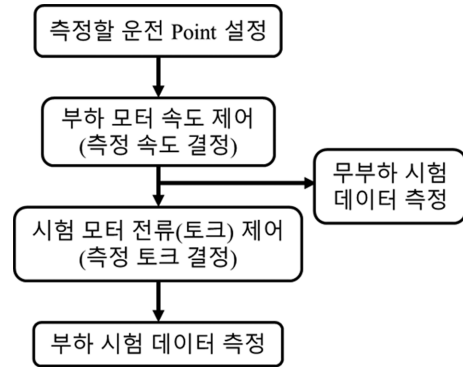 측정할 운전 Point 설정
부하 모터 속도 제어
(측정 속도 결정)
무부하 시험
데이터 측정
시험 모터 전류(토크) 제어
(측정 토크 결정)
부하 시험 데이터 측정